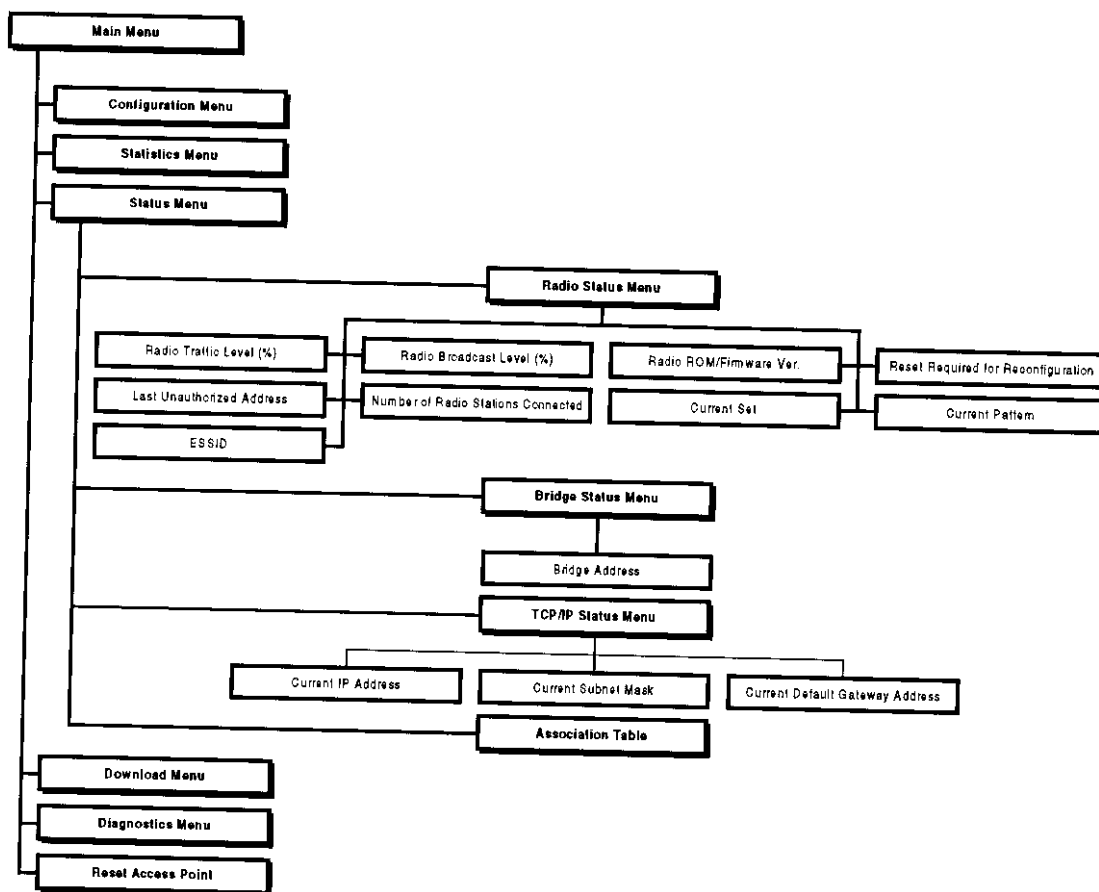 Main Menu
Configuration Menu
Statistics Menu
Status Menu
Radio Status Menu
Radio Traffic Level (%)
Radio Broadcast Level (%)
Radio ROM/Firmware Ver.
Reset Required for Reconfiguration
Last Unauthorized Address
Number of Radio Stations Connected
Current Set
Current Pattern
ESSID
Bridge Status Menu
Bridge Address
TCP/IP Status Menu
Current IP Address
Current Subnet Mask
Current Default Gateway Address
Association Table
Download Menu
Diagnostics Menu
Reset Access Point